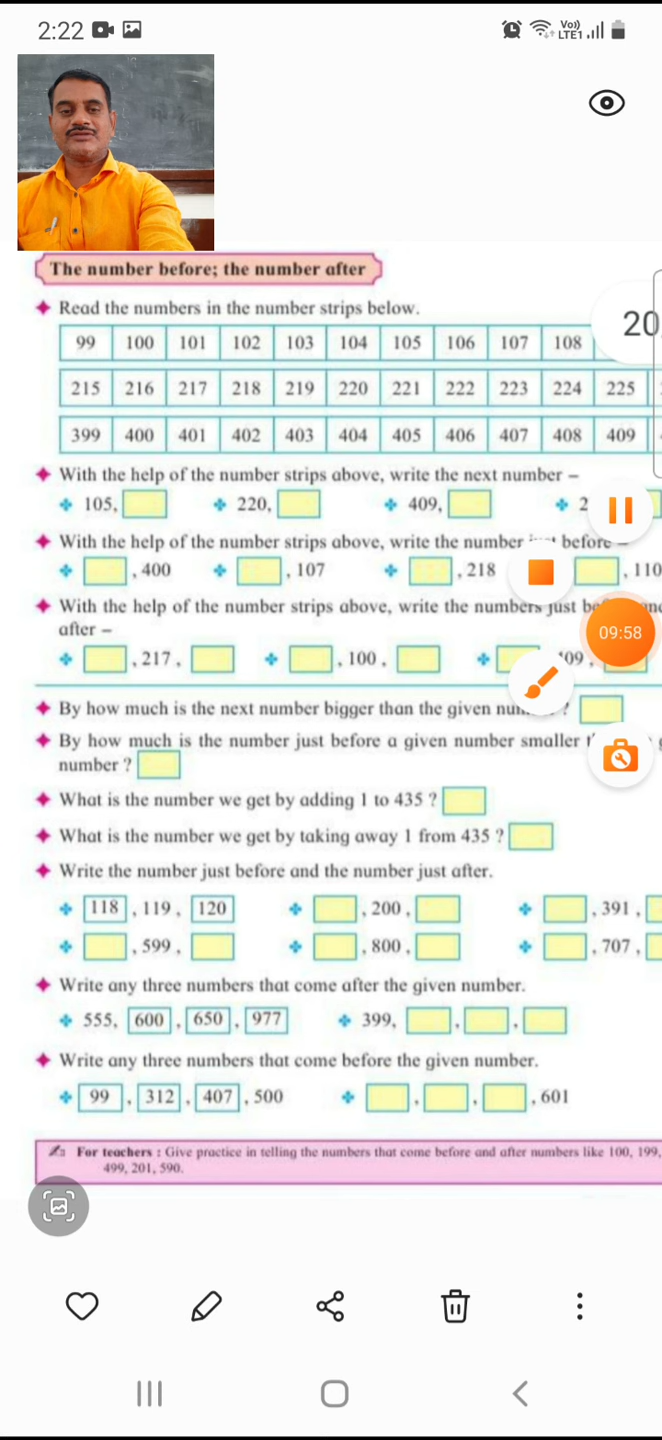 2:22 Vo)) LTE1
The number before; the number after
Read the numbers in the number strips below.
99 100 101 102 103 104 105 106 107 108 20
215 216 217 218 219 220 221 222 223 224 225
399 400 401 402 403 404 405 406 407 408 409
With the help of the number strips above, write the next number –
105, 220, 409, 2
With the help of the number strips above, write the number before –
, 400 , 107 , 218 , 110
With the help of the number strips above, write the numbers just
after –
09:58
, 217 , , 100 , 09 ,
By how much is the next number bigger than the given ?
By how much is the number just before a given number smaller
number ?
What is the number we get by adding 1 to 435 ?
What is the number we get by taking away 1 from 435 ?
Write the number just before and the number just after.
118 , 119 , 120 , 200 , , 391 ,
, 599 , , 800 , , 707 ,
Write any three numbers that come after the given number.
555, 600 , 650 , 977 399, , ,
Write any three numbers that come before the given number.
99 , 312 , 407 , 500 , , , 601
For teachers : Give practice in telling the numbers that come before and after numbers like 100, 199,
499, 201, 590.